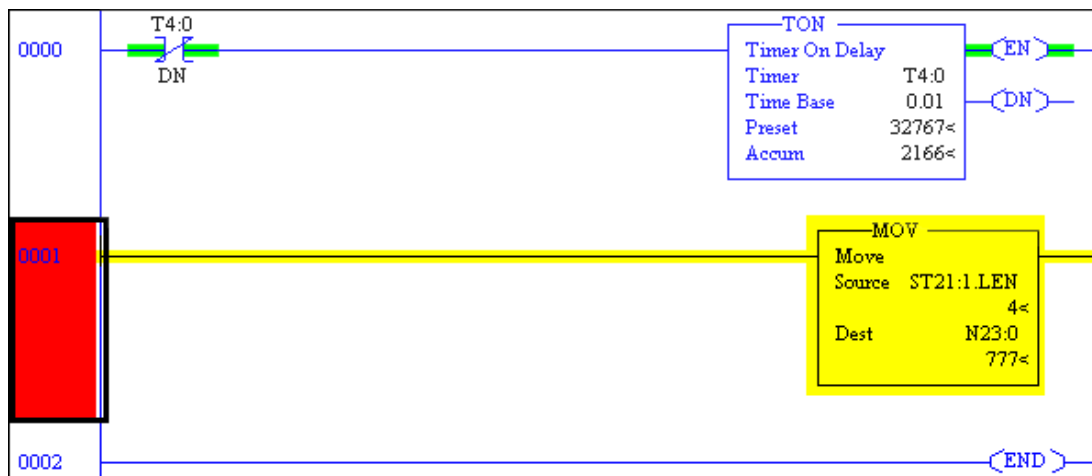 T4:0
TON
0000
DN
Timer On Delay
EN
Timer T4:0
Time Base 0.01
DN
Preset 32767<
Accum 2166<
MOV
0001
Move
Source ST21:1.LEN
4<
Dest N23:0
777<
0002
END